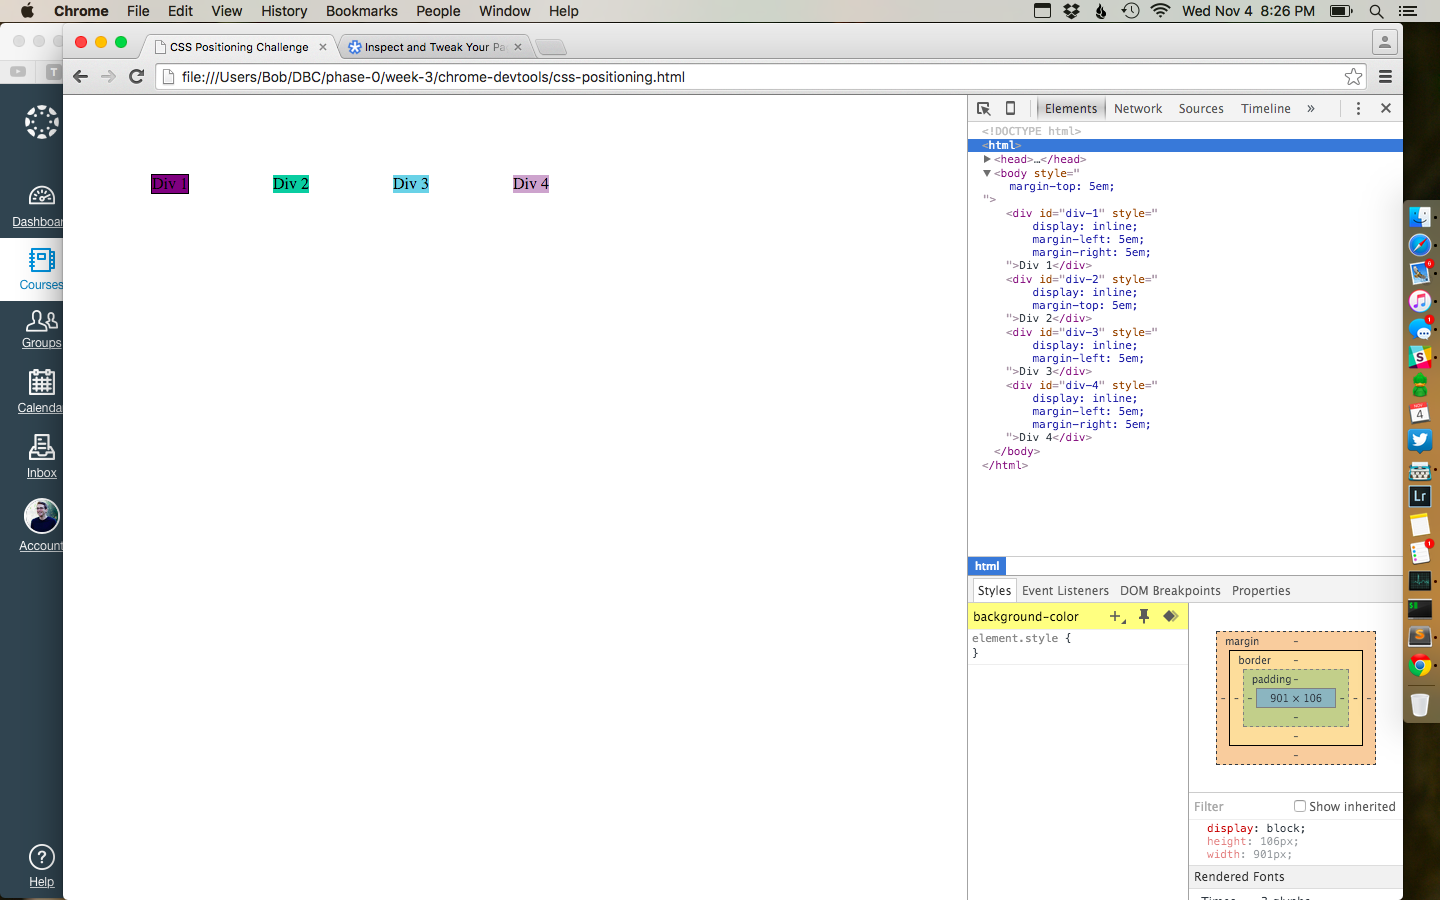 Chrome File Edit View History Bookmarks People Window Help Wed Nov 4 8:26 PM
CSS Positioning Challenge Inspect and Tweak Your Pa
file:///Users/Bob/DBC/phase-0/week-3/chrome-devtools/css-positioning.html
Dashboar
Courses
Groups
Calenda
Inbox
Account
Help
Div 1 Div 2 Div 3 Div 4
Elements Network Sources Timeline »
<!DOCTYPE html>
<html>
<head>…</head>
<body style="
margin-top: 5em;
">
<div id="div-1" style="
display: inline;
margin-left: 5em;
margin-right: 5em;
">Div 1</div>
<div id="div-2" style="
display: inline;
margin-top: 5em;
">Div 2</div>
<div id="div-3" style="
display: inline;
margin-left: 5em;
">Div 3</div>
<div id="div-4" style="
display: inline;
margin-left: 5em;
margin-right: 5em;
">Div 4</div>
</body>
</html>
html
Styles Event Listeners DOM Breakpoints Properties
background-color
element.style {
}
margin -
border -
padding -
- - - 901 × 106 - - -
-
-
-
Filter Show inherited
display: block;
height: 106px;
width: 901px;
Rendered Fonts
T
S
4
Lr
S